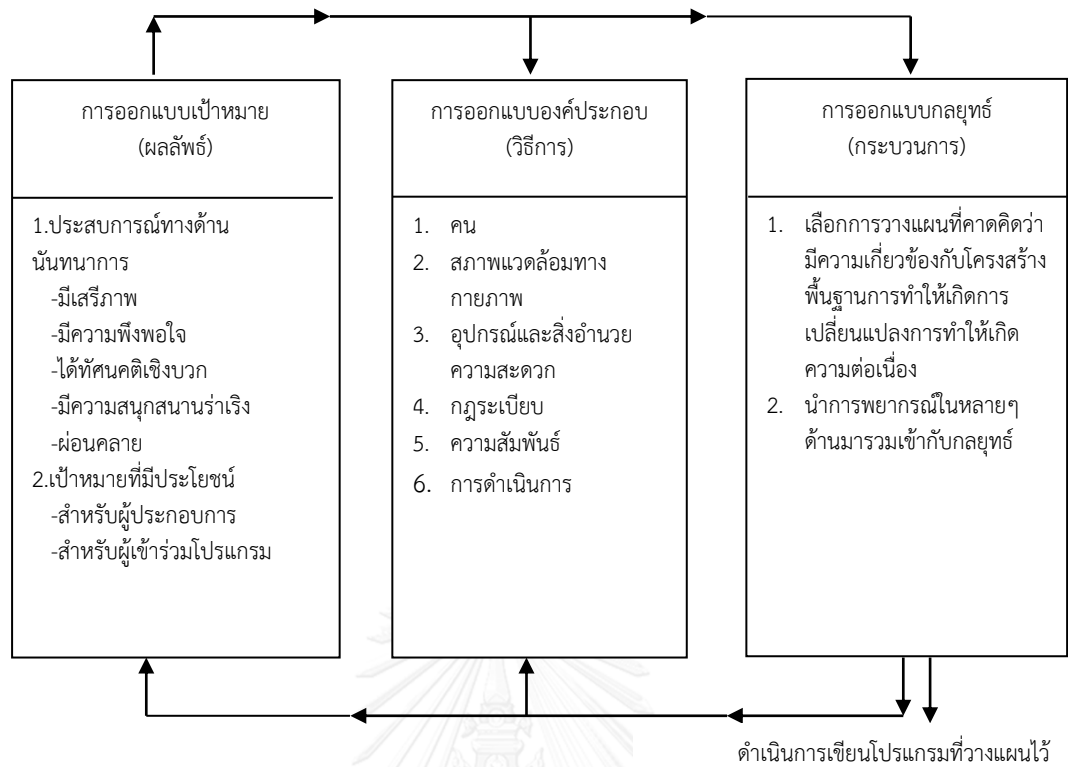 การออกแบบเป้าหมาย
(ผลลัพธ์)
1.ประสบการณ์ทางด้าน
นันทนาการ
-มีเสรีภาพ
-มีความพึงพอใจ
-ได้ทัศนคติเชิงบวก
-มีความสนุกสนานร่าเริง
-ผ่อนคลาย
2.เป้าหมายที่มีประโยชน์
-สำหรับผู้ประกอบการ
-สำหรับผู้เข้าร่วมโปรแกรม
การออกแบบองค์ประกอบ
(วิธีการ)
1. คน
2. สภาพแวดล้อมทาง
กายภาพ
3. อุปกรณ์และสิ่งอำนวย
ความสะดวก
4. กฎระเบียบ
5. ความสัมพันธ์
6. การดำเนินการ
การออกแบบกลยุทธ์
(กระบวนการ)
1. เลือกการวางแผนที่คาดคิดว่า
มีความเกี่ยวข้องกับโครงสร้าง
พื้นฐานการทำให้เกิดการ
เปลี่ยนแปลงการทำให้เกิด
ความต่อเนื่อง
2. นำการพยากรณ์ในหลายๆ
ด้านมารวมเข้ากับกลยุทธ์
ดำเนินการเขียนโปรแกรมที่วางแผนไว้